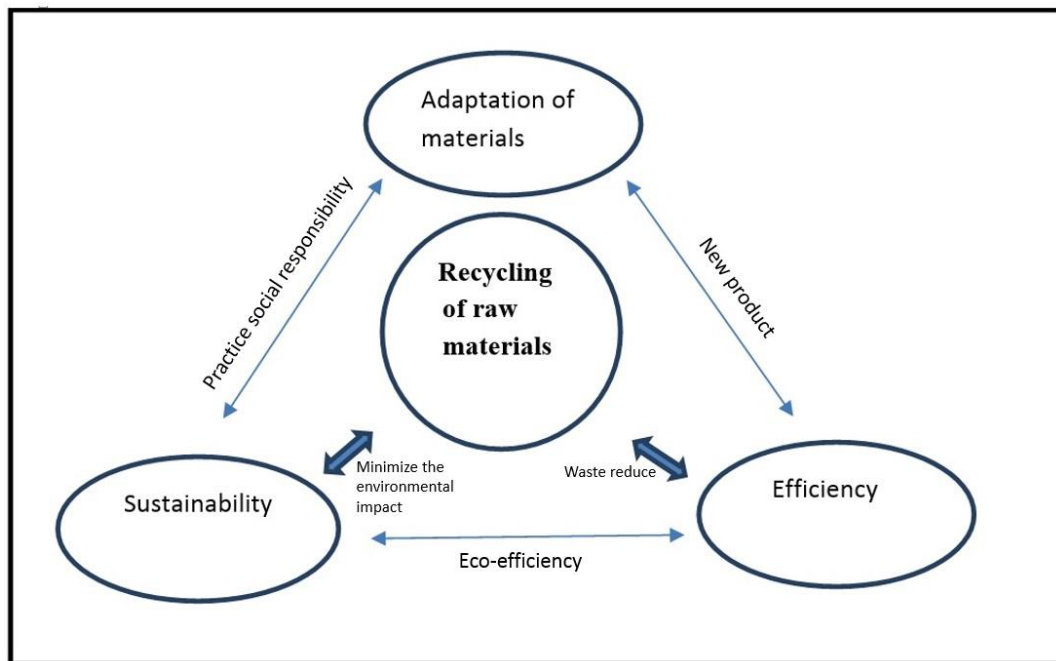 Adaptation of
materials
Practice social responsibility
New product
Recycling
of raw
materials
Minimize the
environmental
impact
Waste reduce
Sustainability
Efficiency
Eco-efficiency